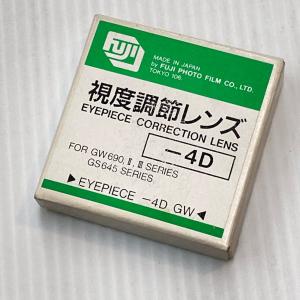 FUJI
MADE IN JAPAN
by FUJI PHOTO FILM CO., LTD.
TOKYO 106.
視度調節レンズ
EYEPIECE CORRECTION LENS
−4D
FOR GW690, Ⅱ, Ⅲ SERIES
GS645 SERIES
▶ EYEPIECE −4D GW ◀